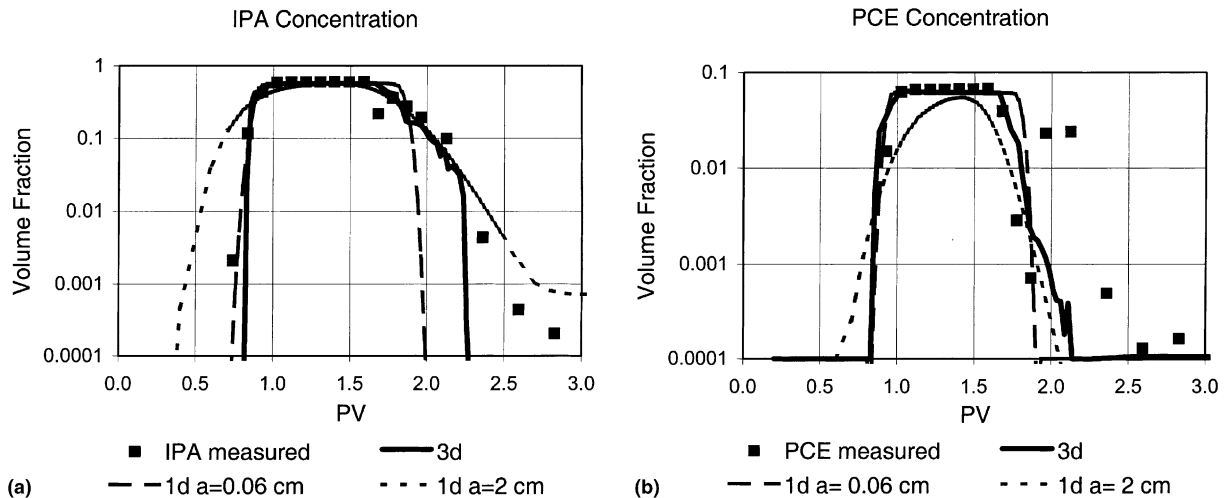 IPA Concentration
1
0.1
0.01
0.001
0.0001
Volume Fraction
0.0 0.5 1.0 1.5 2.0 2.5 3.0
PV
IPA measured 3d
(a) 1d a=0.06 cm 1d a=2 cm
PCE Concentration
0.1
0.01
0.001
0.0001
Volume Fraction
0.0 0.5 1.0 1.5 2.0 2.5 3.0
PV
PCE measured 3d
(b) 1d a= 0.06 cm 1d a= 2 cm